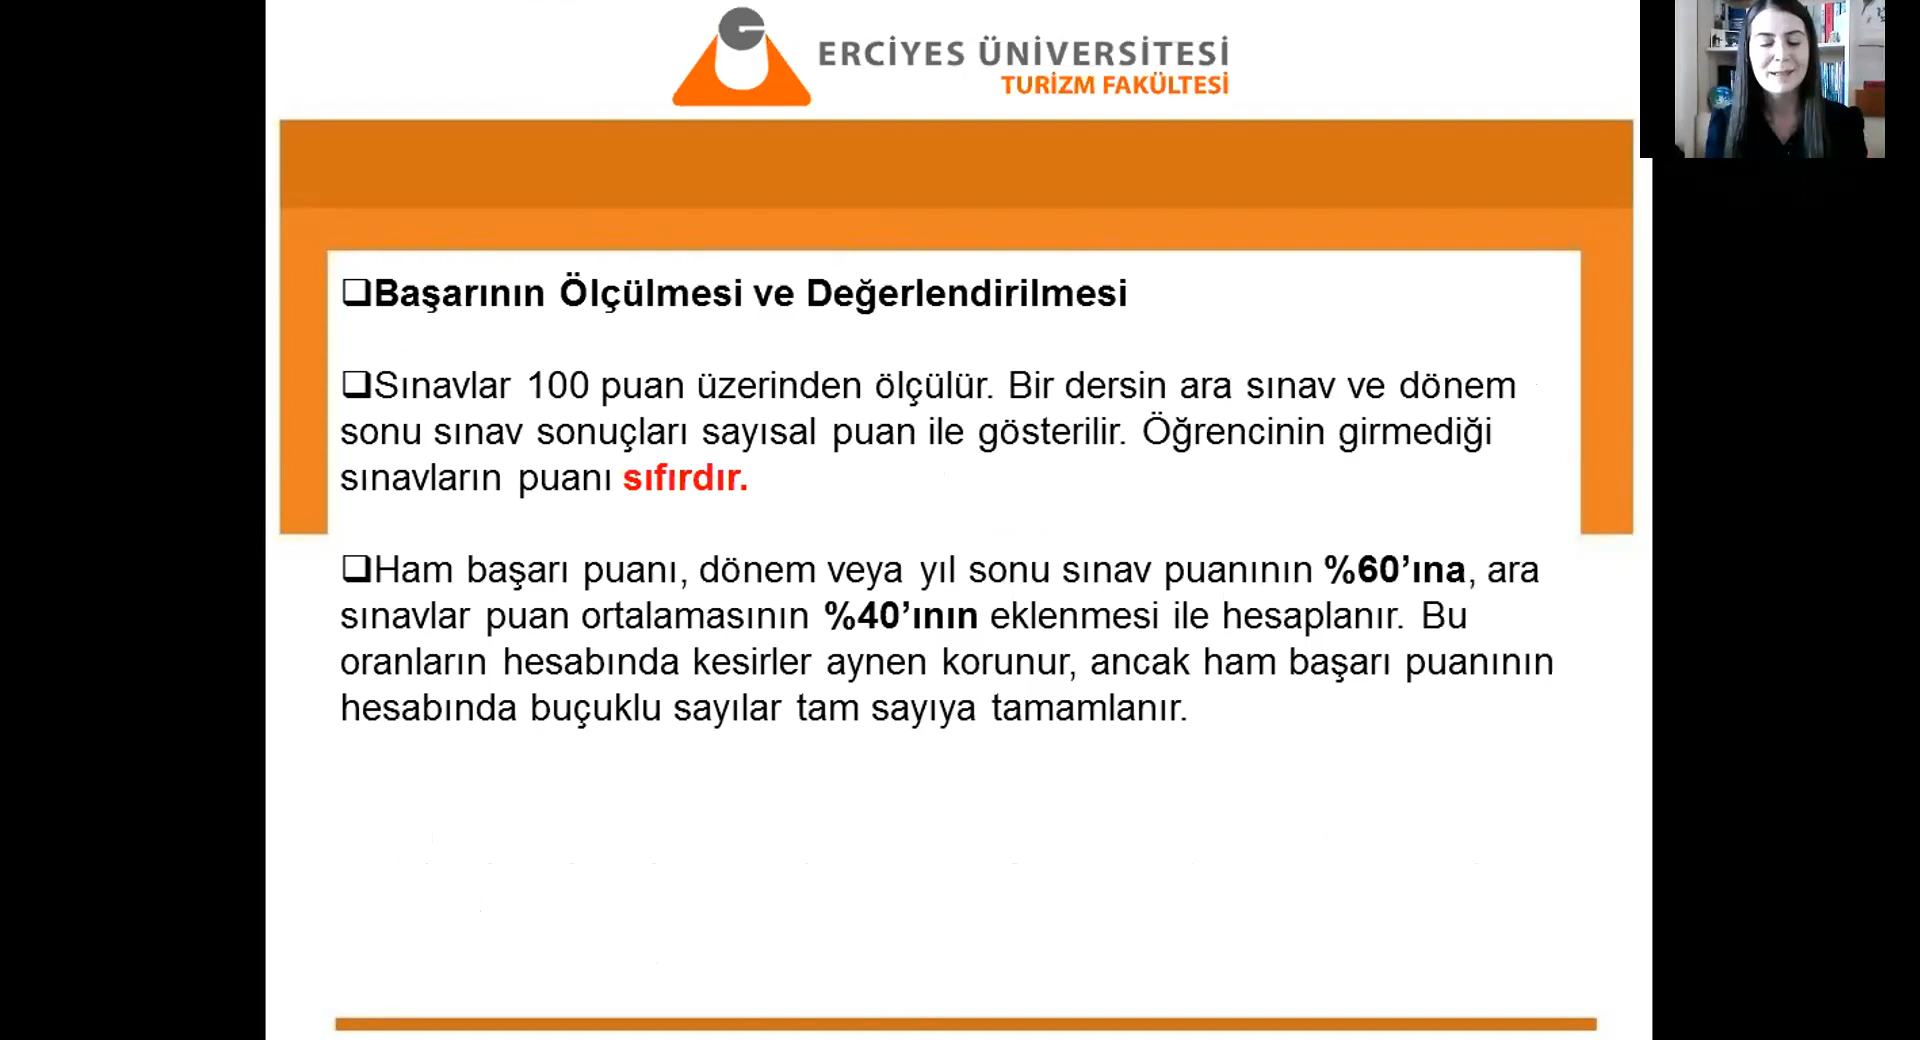 ERCİYES ÜNİVERSİTESİ
TURİZM FAKÜLTESİ
❑Başarının Ölçülmesi ve Değerlendirilmesi
❑Sınavlar 100 puan üzerinden ölçülür. Bir dersin ara sınav ve dönem
sonu sınav sonuçları sayısal puan ile gösterilir. Öğrencinin girmediği
sınavların puanı sıfırdır.
❑Ham başarı puanı, dönem veya yıl sonu sınav puanının %60’ına, ara
sınavlar puan ortalamasının %40’ının eklenmesi ile hesaplanır. Bu
oranların hesabında kesirler aynen korunur, ancak ham başarı puanının
hesabında buçuklu sayılar tam sayıya tamamlanır.